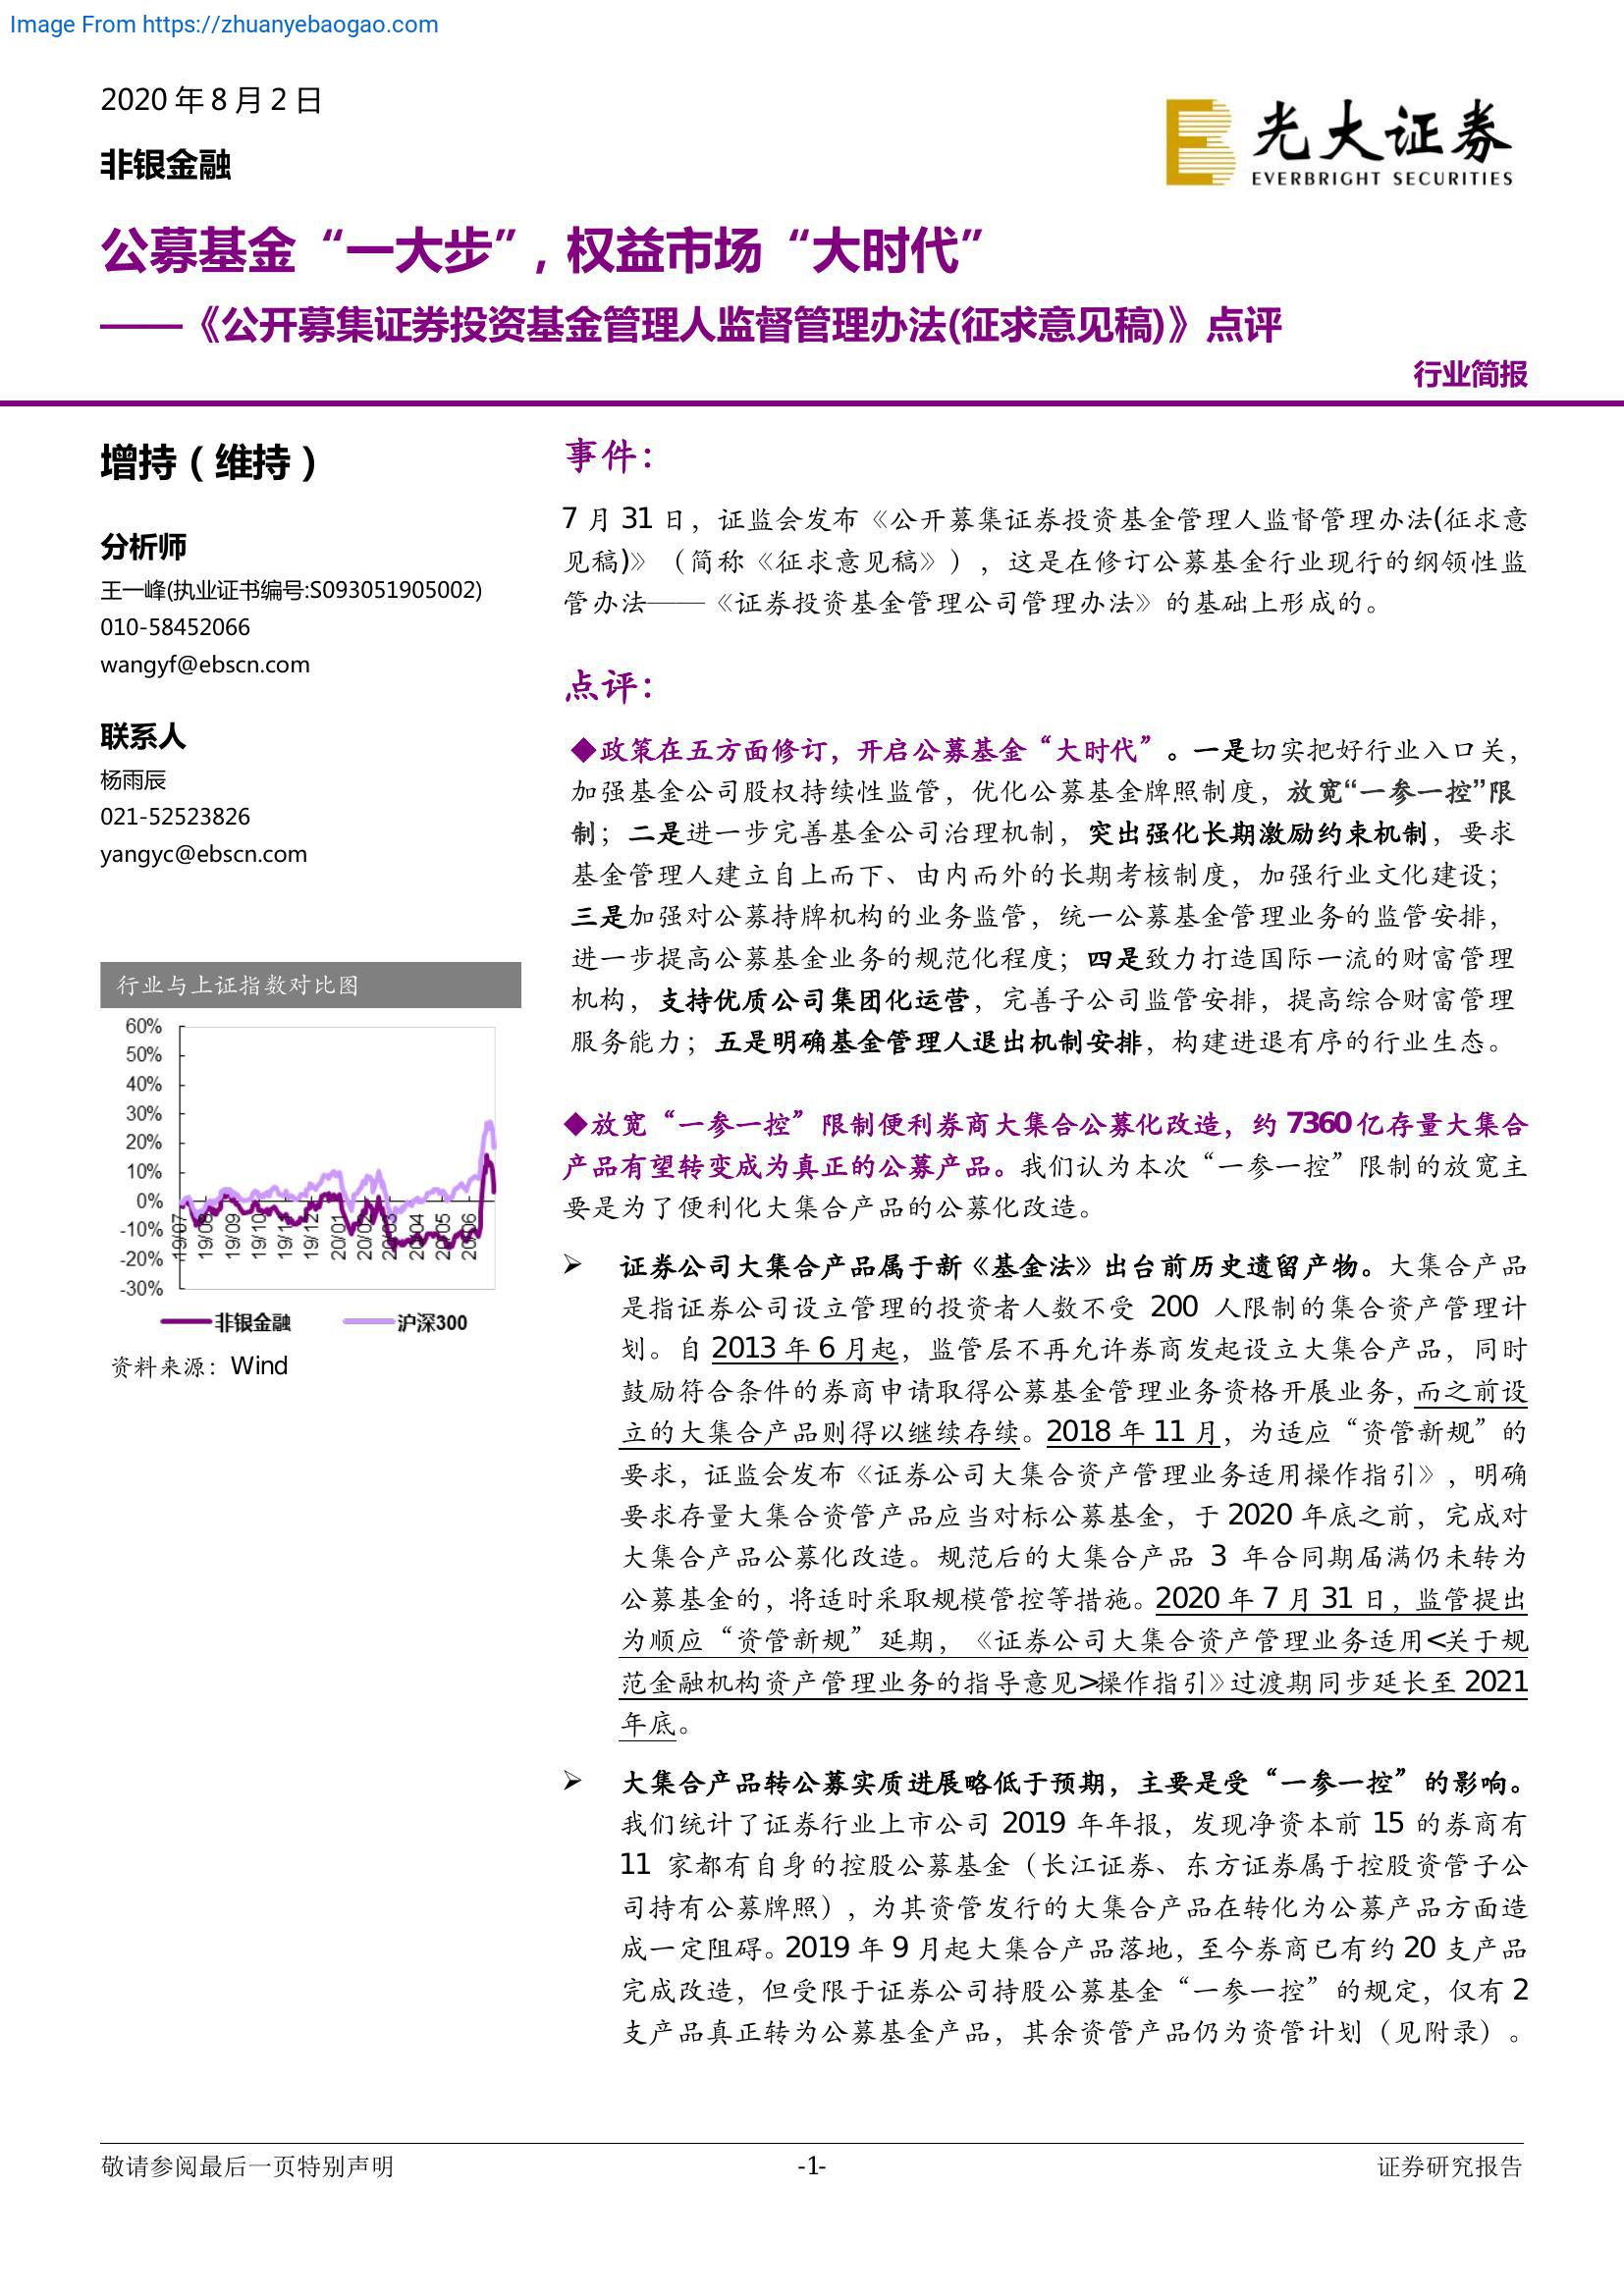 Image From https://zhuanyebaogao.com
2020 年 8 月 2 日
非银金融
光大证券
EVERBRIGHT SECURITIES
公募基金“一大步”，权益市场“大时代”
——《公开募集证券投资基金管理人监督管理办法(征求意见稿)》点评
行业简报
增持（维持）
分析师
王一峰(执业证书编号:S093051905002)
010-58452066
wangyf@ebscn.com
联系人
杨雨辰
021-52523826
yangyc@ebscn.com
行业与上证指数对比图
60%
50%
40%
30%
20%
10%
0%
-10%
-20%
-30%
19/07 19/08 19/09 19/10 19/11 19/12 20/01 20/02 20/03 20/04 20/05 20/06
非银金融 沪深300
资料来源：Wind
事件：
7 月 31 日，证监会发布《公开募集证券投资基金管理人监督管理办法(征求意
见稿)》（简称《征求意见稿》），这是在修订公募基金行业现行的纲领性监
管办法——《证券投资基金管理公司管理办法》的基础上形成的。
点评：
◆政策在五方面修订，开启公募基金“大时代”。一是切实把好行业入口关，
加强基金公司股权持续性监管，优化公募基金牌照制度，放宽“一参一控”限
制；二是进一步完善基金公司治理机制，突出强化长期激励约束机制，要求
基金管理人建立自上而下、由内而外的长期考核制度，加强行业文化建设；
三是加强对公募持牌机构的业务监管，统一公募基金管理业务的监管安排，
进一步提高公募基金业务的规范化程度；四是致力打造国际一流的财富管理
机构，支持优质公司集团化运营，完善子公司监管安排，提高综合财富管理
服务能力；五是明确基金管理人退出机制安排，构建进退有序的行业生态。
◆放宽“一参一控”限制便利券商大集合公募化改造，约 7360 亿存量大集合
产品有望转变成为真正的公募产品。我们认为本次“一参一控”限制的放宽主
要是为了便利化大集合产品的公募化改造。
➢ 证券公司大集合产品属于新《基金法》出台前历史遗留产物。大集合产品
是指证券公司设立管理的投资者人数不受 200 人限制的集合资产管理计
划。自 2013 年 6 月起，监管层不再允许券商发起设立大集合产品，同时
鼓励符合条件的券商申请取得公募基金管理业务资格开展业务，而之前设
立的大集合产品则得以继续存续。2018 年 11 月，为适应“资管新规”的
要求，证监会发布《证券公司大集合资产管理业务适用操作指引》，明确
要求存量大集合资管产品应当对标公募基金，于 2020 年底之前，完成对
大集合产品公募化改造。规范后的大集合产品 3 年合同期届满仍未转为
公募基金的，将适时采取规模管控等措施。2020 年 7 月 31 日，监管提出
为顺应“资管新规”延期，《证券公司大集合资产管理业务适用<关于规
范金融机构资产管理业务的指导意见>操作指引》过渡期同步延长至 2021
年底。
➢ 大集合产品转公募实质进展略低于预期，主要是受“一参一控”的影响。
我们统计了证券行业上市公司 2019 年年报，发现净资本前 15 的券商有
11 家都有自身的控股公募基金（长江证券、东方证券属于控股资管子公
司持有公募牌照），为其资管发行的大集合产品在转化为公募产品方面造
成一定阻碍。2019 年 9 月起大集合产品落地，至今券商已有约 20 支产品
完成改造，但受限于证券公司持股公募基金“一参一控”的规定，仅有 2
支产品真正转为公募基金产品，其余资管产品仍为资管计划（见附录）。
敬请参阅最后一页特别声明
-1-
证券研究报告